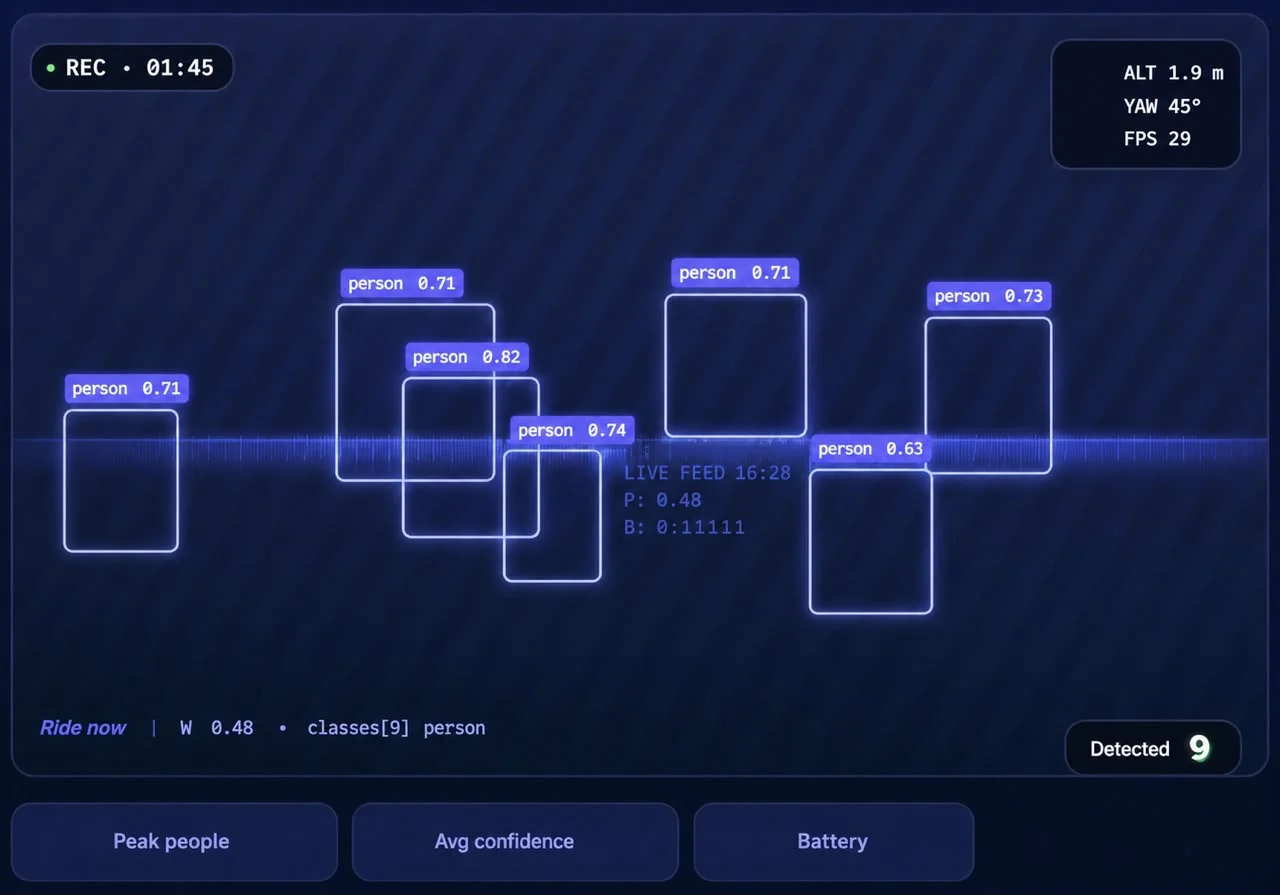 REC • 01:45
ALT 1.9 m
YAW 45°
FPS 29
person 0.71
person 0.71
person 0.73
person 0.82
person 0.71
person 0.74
person 0.63
LIVE FEED 16:28
P: 0.48
B: 0:11111
Ride now | W 0.48 • classes[9] person
Detected 9
Peak people
Avg confidence
Battery